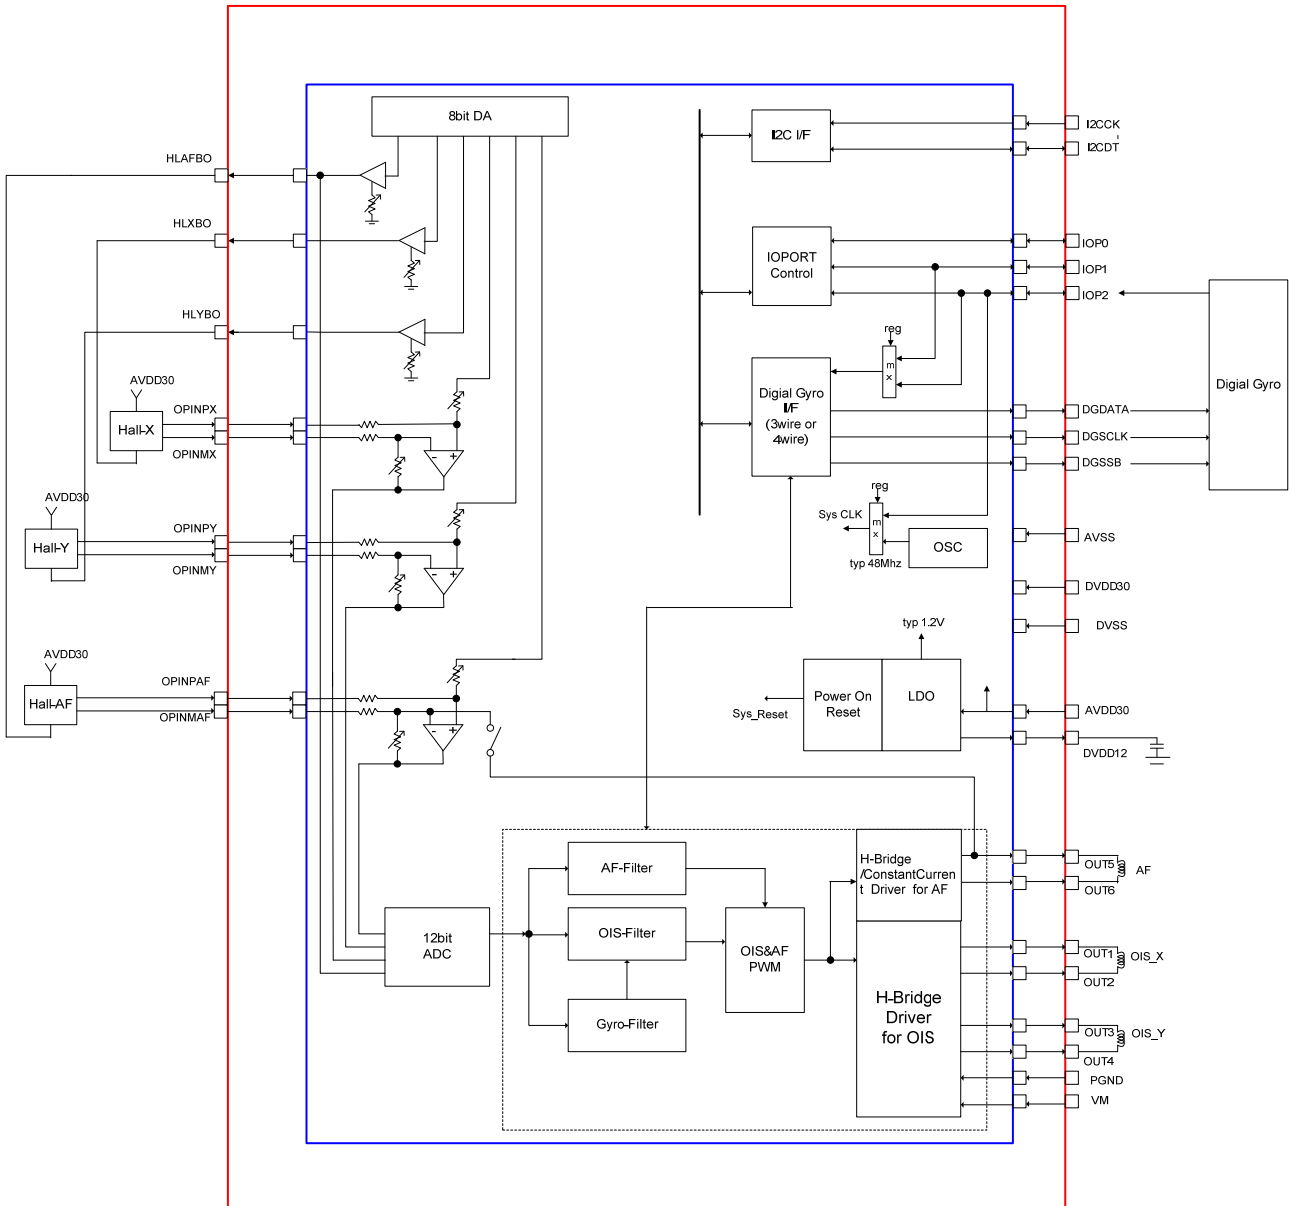 8bit DA
HLAFBO
HLXBO
HLYBO
AVDD30
OPINPX
Hall-X
OPINMX
AVDD30
OPINPY
Hall-Y
OPINMY
AVDD30
OPINPAF
Hall-AF
OPINMAF
- +
- +
- +
I2C I/F
I2CCK
I2CDT
IOPORT
Control
IOP0
IOP1
IOP2
reg
m
x
Digial Gyro
I/F
(3wire or
4wire)
DGDATA
DGSCLK
DGSSB
Digial Gyro
reg
Sys CLK
m
x
OSC
typ 48Mhz
AVSS
DVDD30
DVSS
typ 1.2V
Power On
Reset
LDO
Sys_Reset
AVDD30
DVDD12
12bit
ADC
AF-Filter
OIS-Filter
Gyro-Filter
OIS&AF
PWM
H-Bridge
/ConstantCurren
t Driver for AF
H-Bridge
Driver
for OIS
OUT5
AF
OUT6
OUT1
OIS_X
OUT2
OUT3
OIS_Y
OUT4
PGND
VM